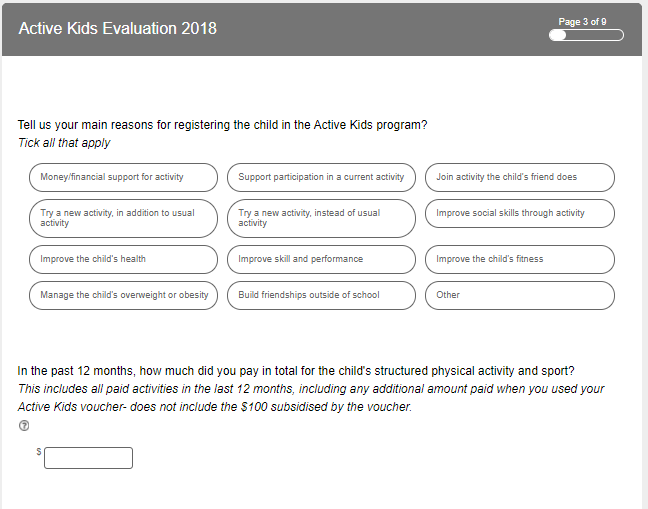 Active Kids Evaluation 2018
Page 3 of 9
Tell us your main reasons for registering the child in the Active Kids program?
Tick all that apply
Money/financial support for activity
Support participation in a current activity
Join activity the child's friend does
Try a new activity, in addition to usual
activity
Try a new activity, instead of usual
activity
Improve social skills through activity
Improve the child's health
Improve skill and performance
Improve the child's fitness
Manage the child's overweight or obesity
Build friendships outside of school
Other
In the past 12 months, how much did you pay in total for the child's structured physical activity and sport?
This includes all paid activities in the last 12 months, including any additional amount paid when you used your
Active Kids voucher- does not include the $100 subsidised by the voucher.
?
$